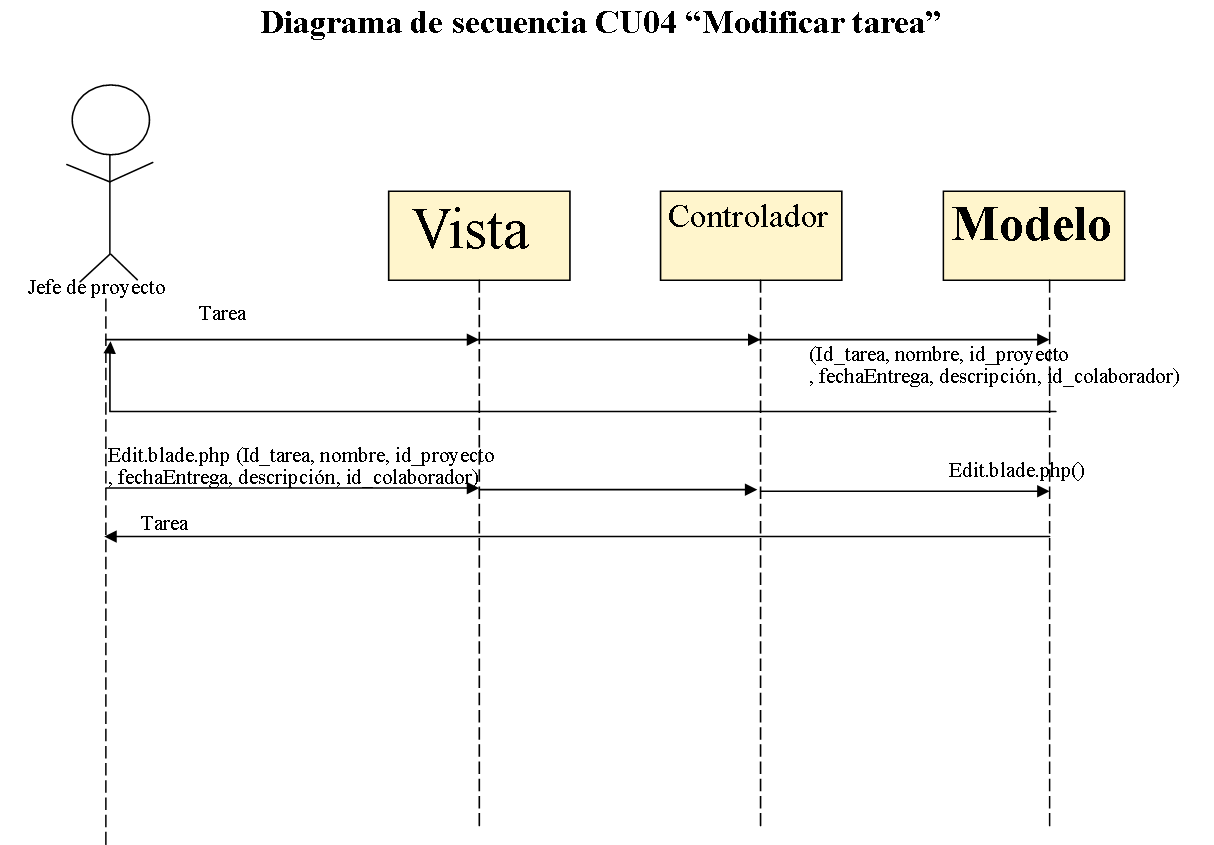 Diagrama de secuencia CU04 “Modificar tarea”
Vista
Controlador
Modelo
Jefe de proyecto
Tarea
(Id_tarea, nombre, id_proyecto
, fechaEntrega, descripción, id_colaborador)
Edit.blade.php (Id_tarea, nombre, id_proyecto
, fechaEntrega, descripción, id_colaborador)
Edit.blade.php()
Tarea